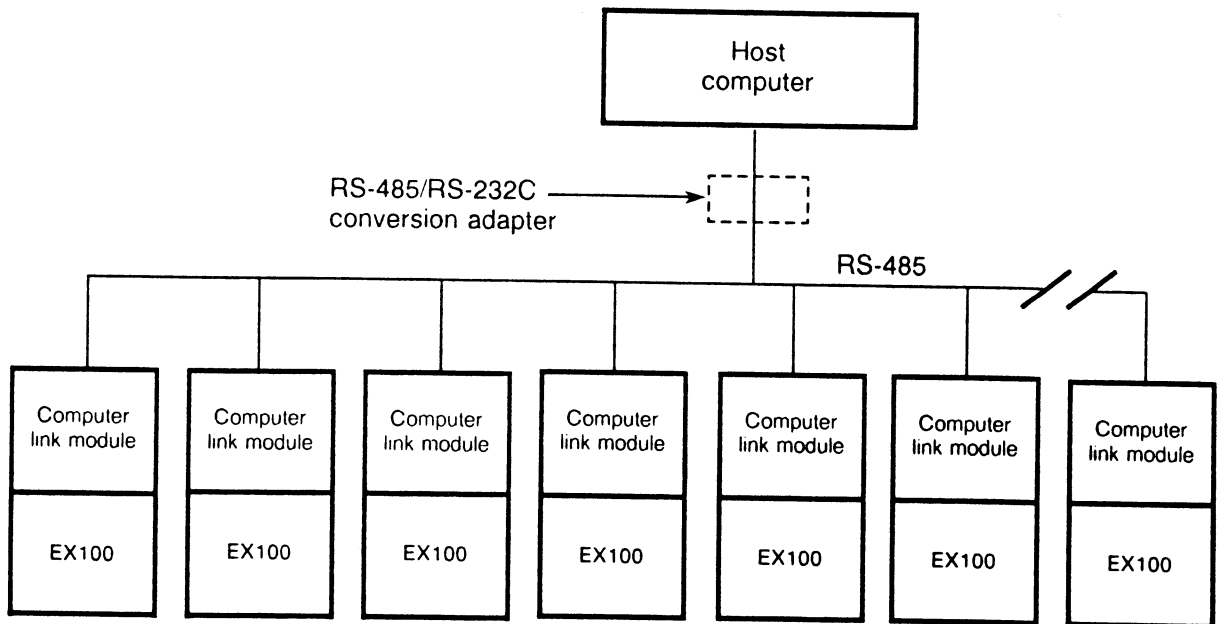 Host
computer
RS-485/RS-232C
conversion adapter
RS-485
Computer
link module
Computer
link module
Computer
link module
Computer
link module
Computer
link module
Computer
link module
Computer
link module
EX100
EX100
EX100
EX100
EX100
EX100
EX100